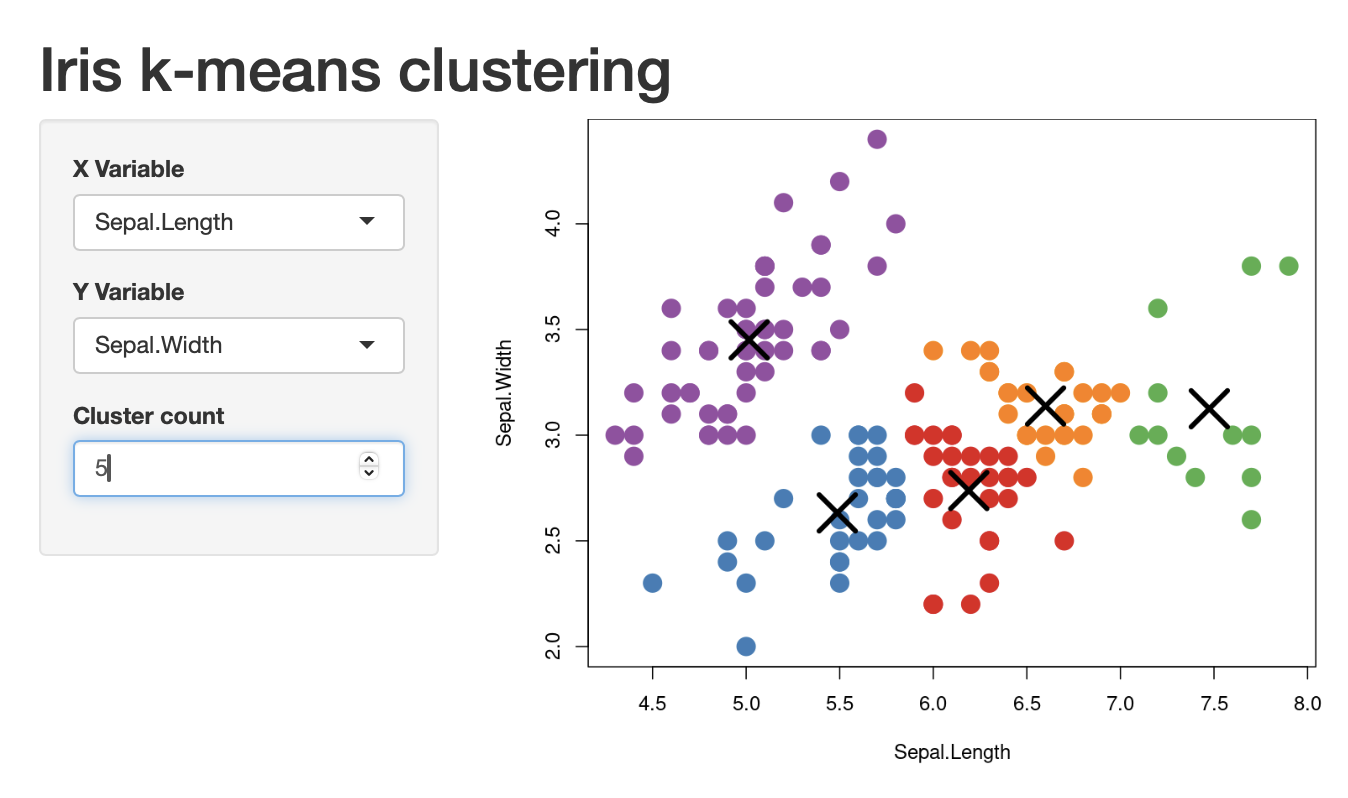 Iris k-means clustering
X Variable
Sepal.Length
Y Variable
Sepal.Width
Cluster count
5
Sepal.Width
4.0
3.5
3.0
2.5
2.0
4.5 5.0 5.5 6.0 6.5 7.0 7.5 8.0
Sepal.Length